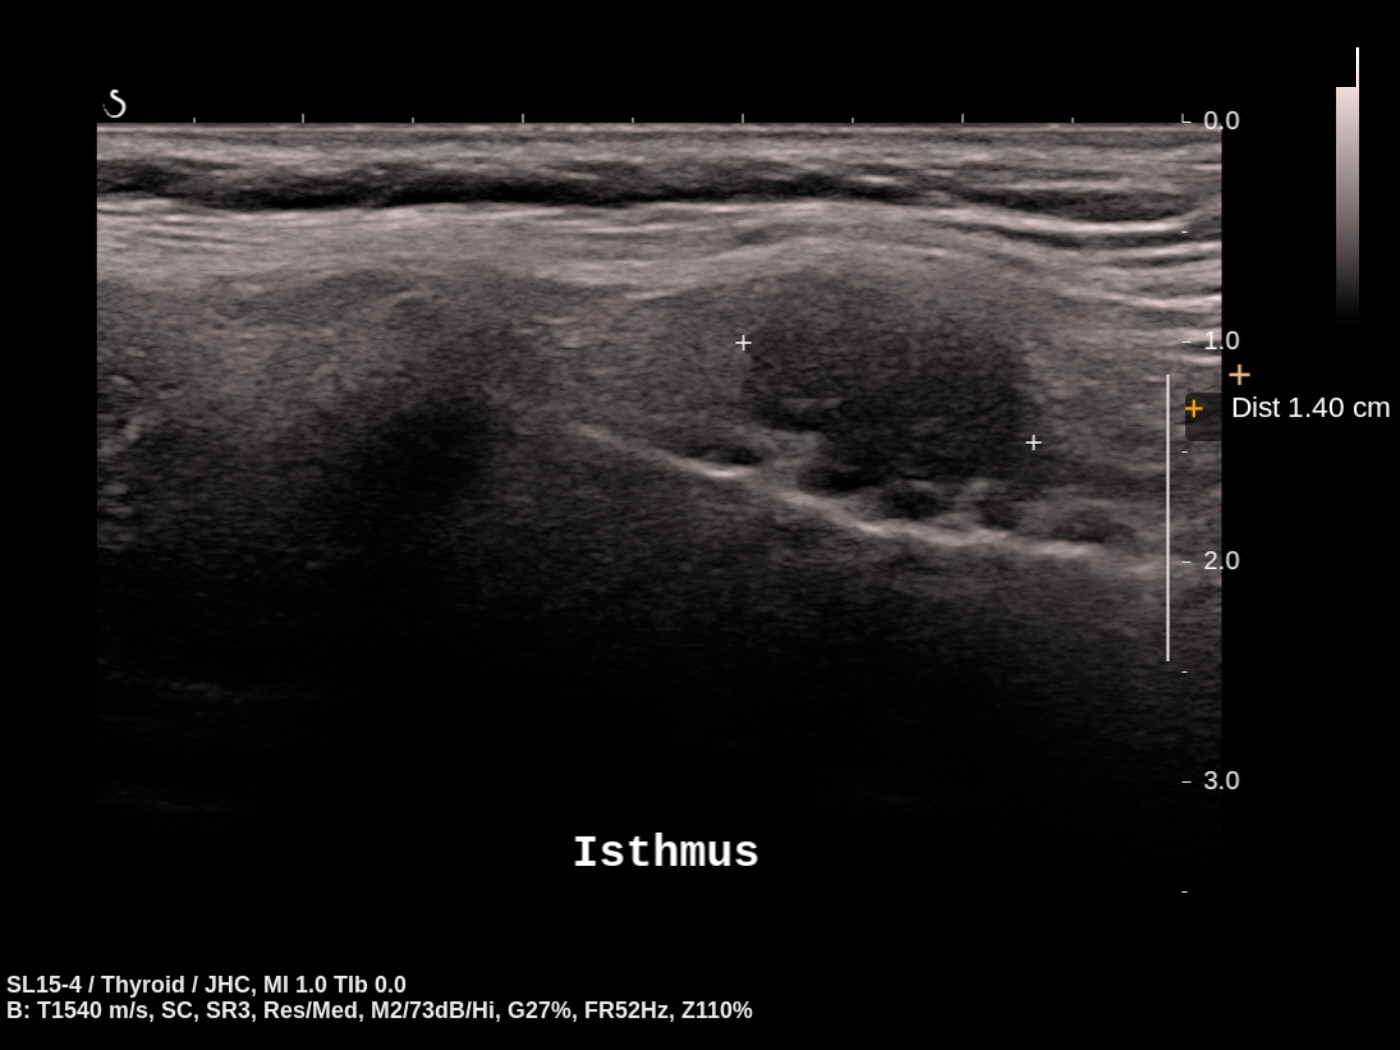 0.0
1.0
Dist 1.40 cm
2.0
3.0
Isthmus
SL15-4 / Thyroid / JHC, MI 1.0 TIb 0.0
B: T1540 m/s, SC, SR3, Res/Med, M2/73dB/Hi, G27%, FR52Hz, Z110%